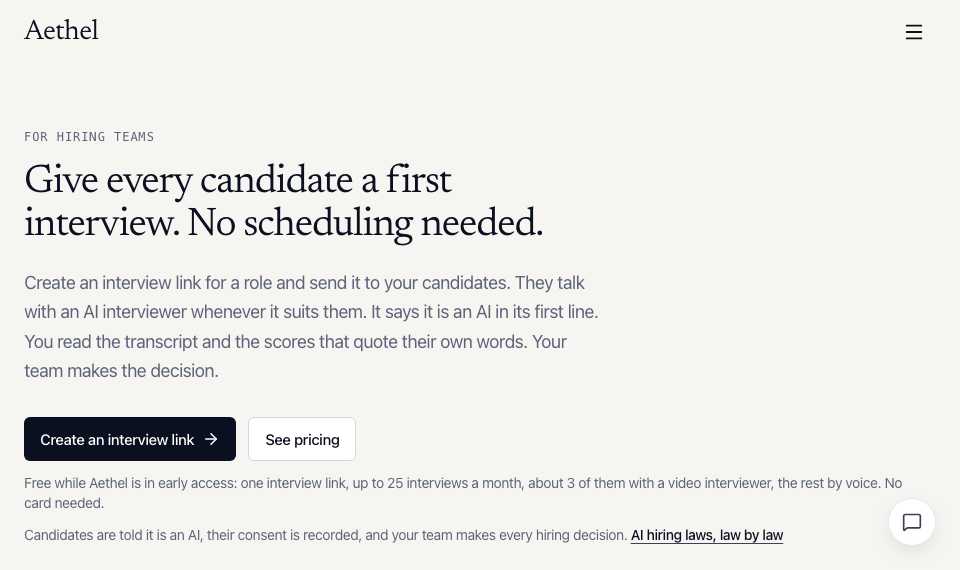 Aethel
FOR HIRING TEAMS
Give every candidate a first
interview. No scheduling needed.
Create an interview link for a role and send it to your candidates. They talk
with an AI interviewer whenever it suits them. It says it is an AI in its first line.
You read the transcript and the scores that quote their own words. Your
team makes the decision.
Create an interview link →
See pricing
Free while Aethel is in early access: one interview link, up to 25 interviews a month, about 3 of them with a video interviewer, the rest by voice. No
card needed.
Candidates are told it is an AI, their consent is recorded, and your team makes every hiring decision. AI hiring laws, law by law